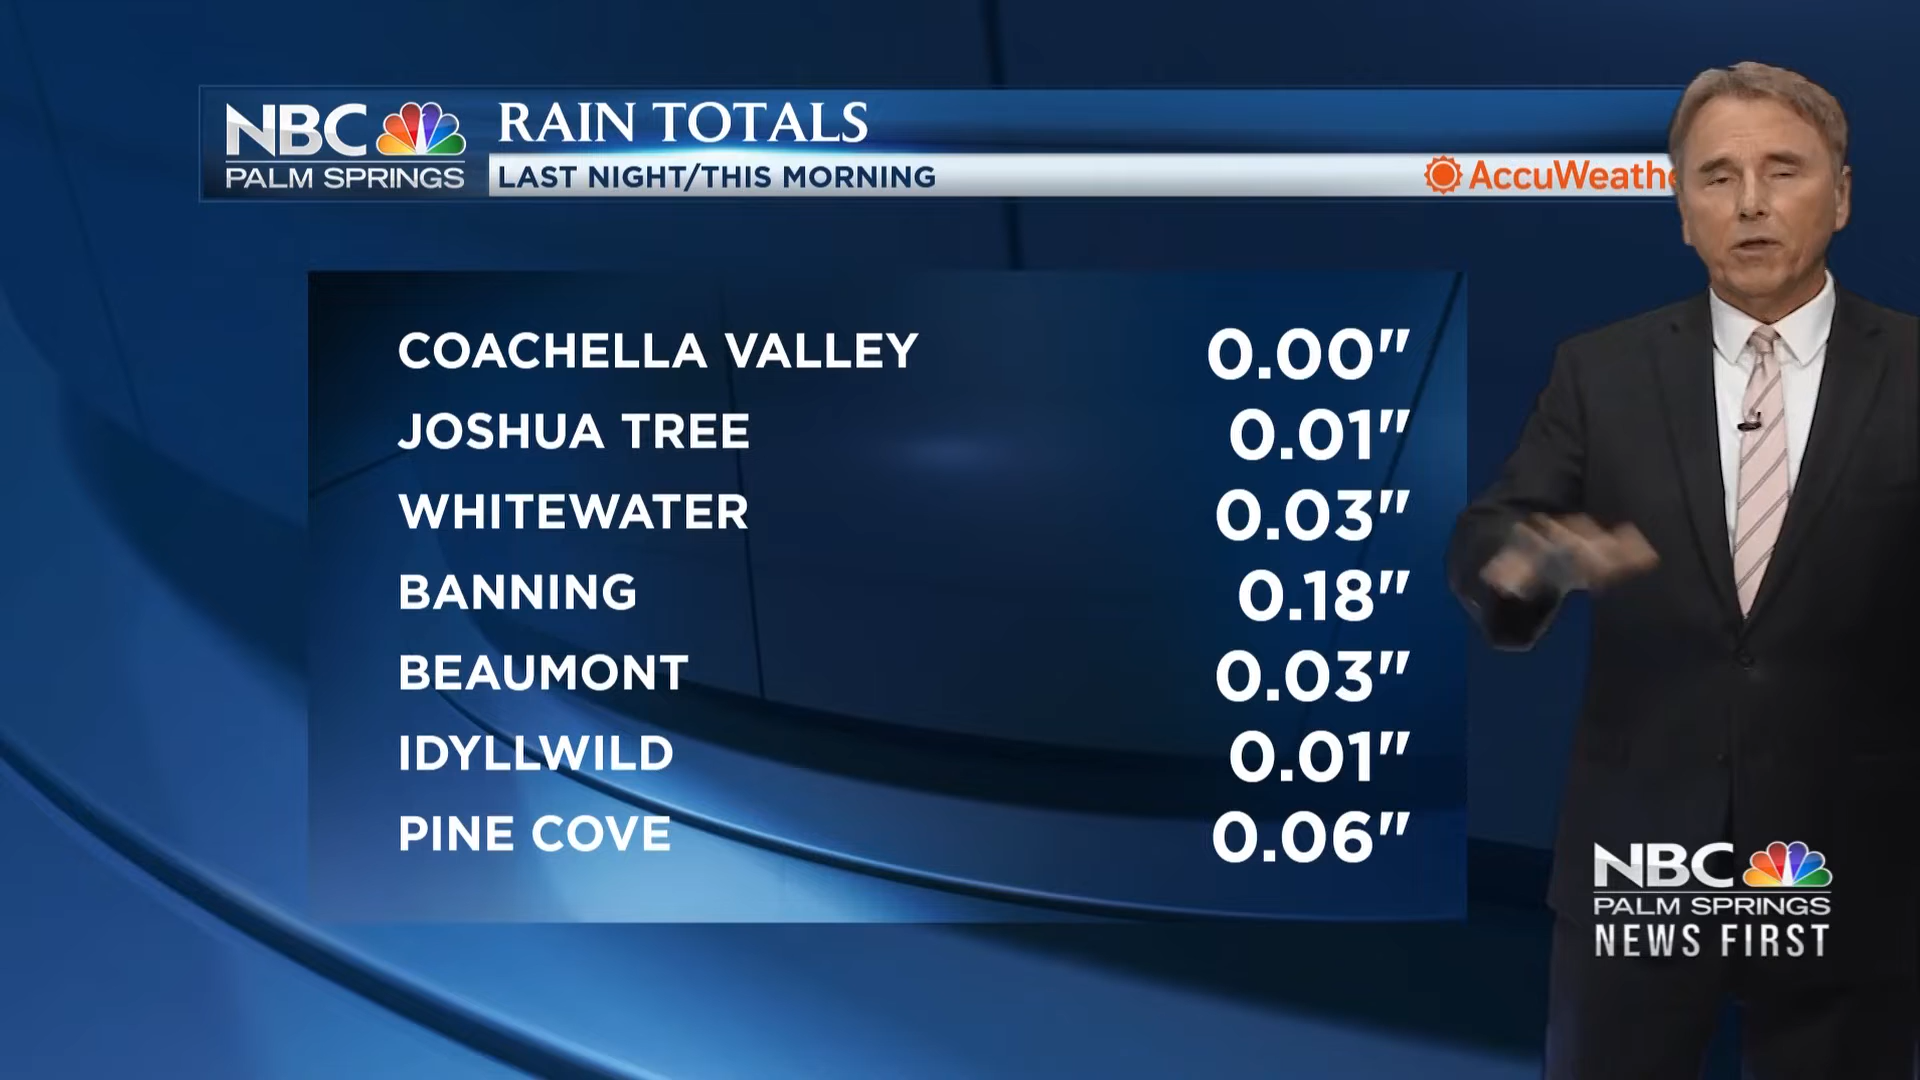 NBC
PALM SPRINGS
RAIN TOTALS
LAST NIGHT/THIS MORNING
COACHELLA VALLEY 0.00"
JOSHUA TREE 0.01"
WHITEWATER 0.03"
BANNING 0.18"
BEAUMONT 0.03"
IDYLLWILD 0.01"
PINE COVE 0.06"
NBC
PALM SPRINGS
NEWS FIRST